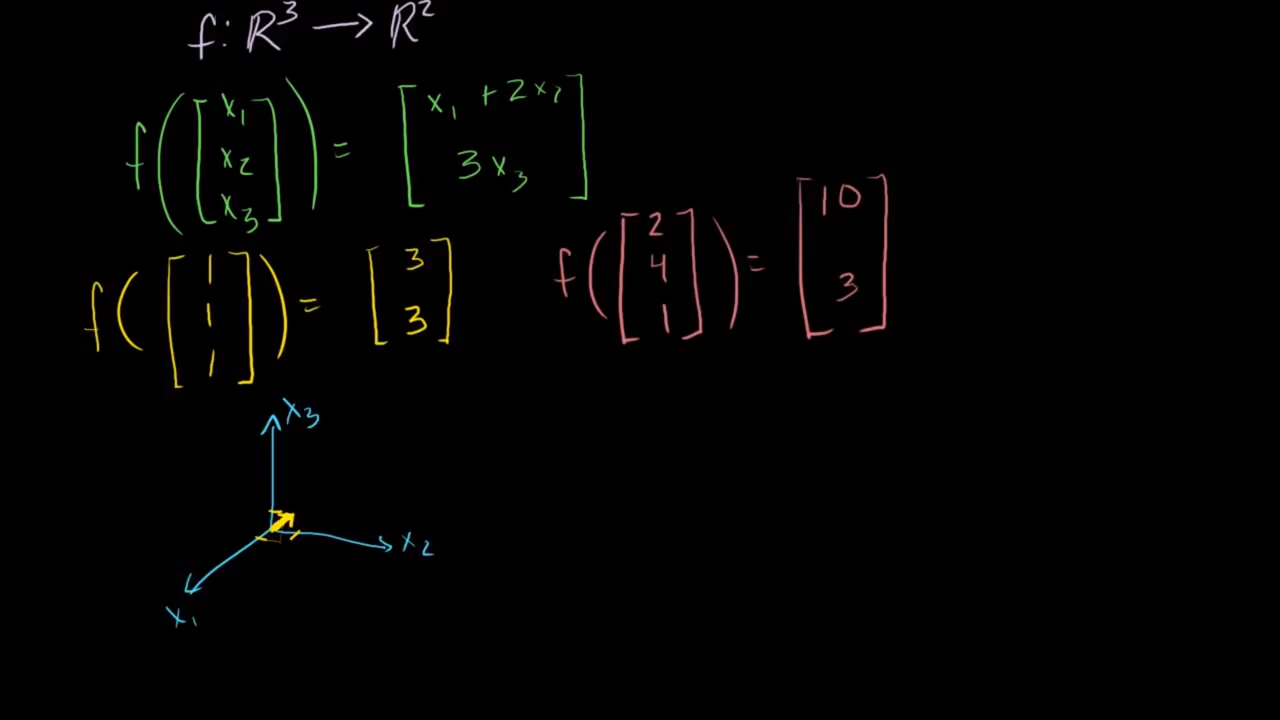 f: ℝ³ → ℝ²
f([x₁ x₂ x₃]) = [x₁ + 2x₂ 3x₃]
f([1 1 1]) = [3 3]
f([2 4 1]) = [10 3]
x₃
x₂
x₁